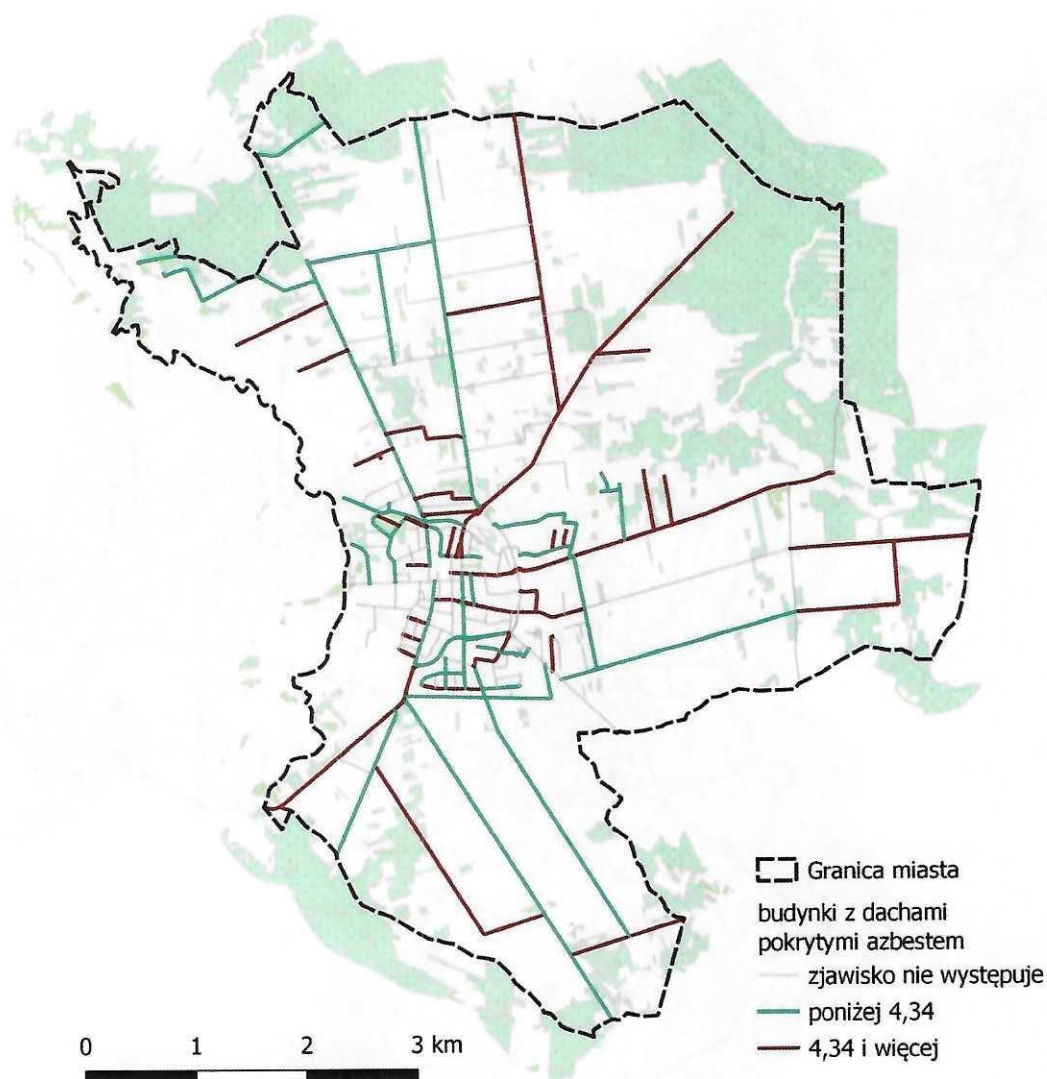 Granica miasta
budynki z dachami
pokrytymi azbestem
zjawisko nie występuje
poniżej 4,34
4,34 i więcej
0 1 2 3 km